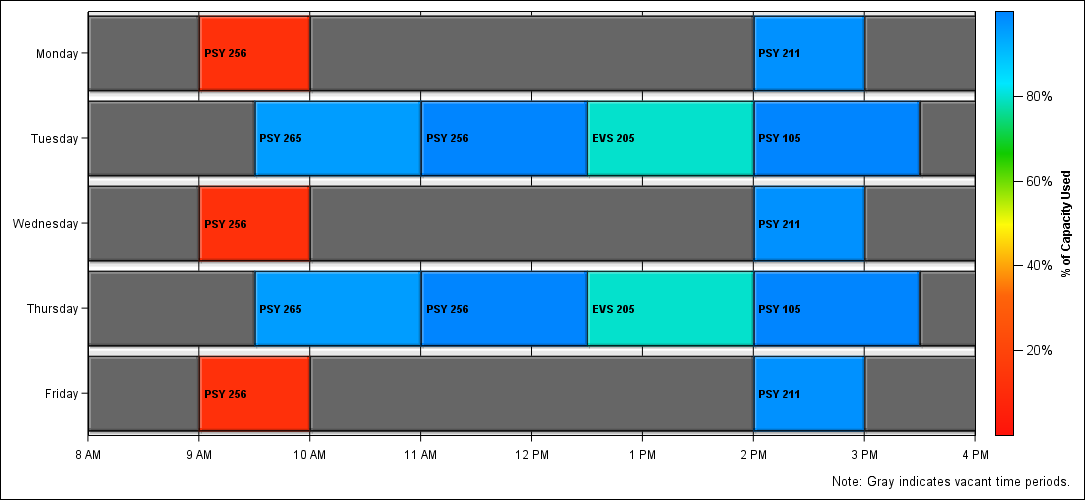 Monday
PSY 256
PSY 211
Tuesday
PSY 265
PSY 256
EVS 205
PSY 105
Wednesday
PSY 256
PSY 211
Thursday
PSY 265
PSY 256
EVS 205
PSY 105
Friday
PSY 256
PSY 211
8 AM
9 AM
10 AM
11 AM
12 PM
1 PM
2 PM
3 PM
4 PM
80%
60%
40%
20%
% of Capacity Used
Note: Gray indicates vacant time periods.